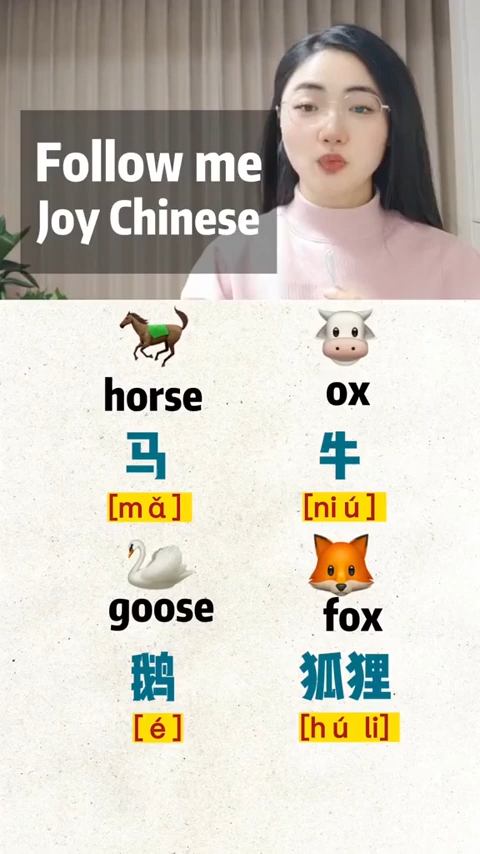 Follow me
Joy Chinese
horse
ox
马
牛
[mǎ]
[niú]
goose
fox
鹅
狐狸
[é]
[hú li]